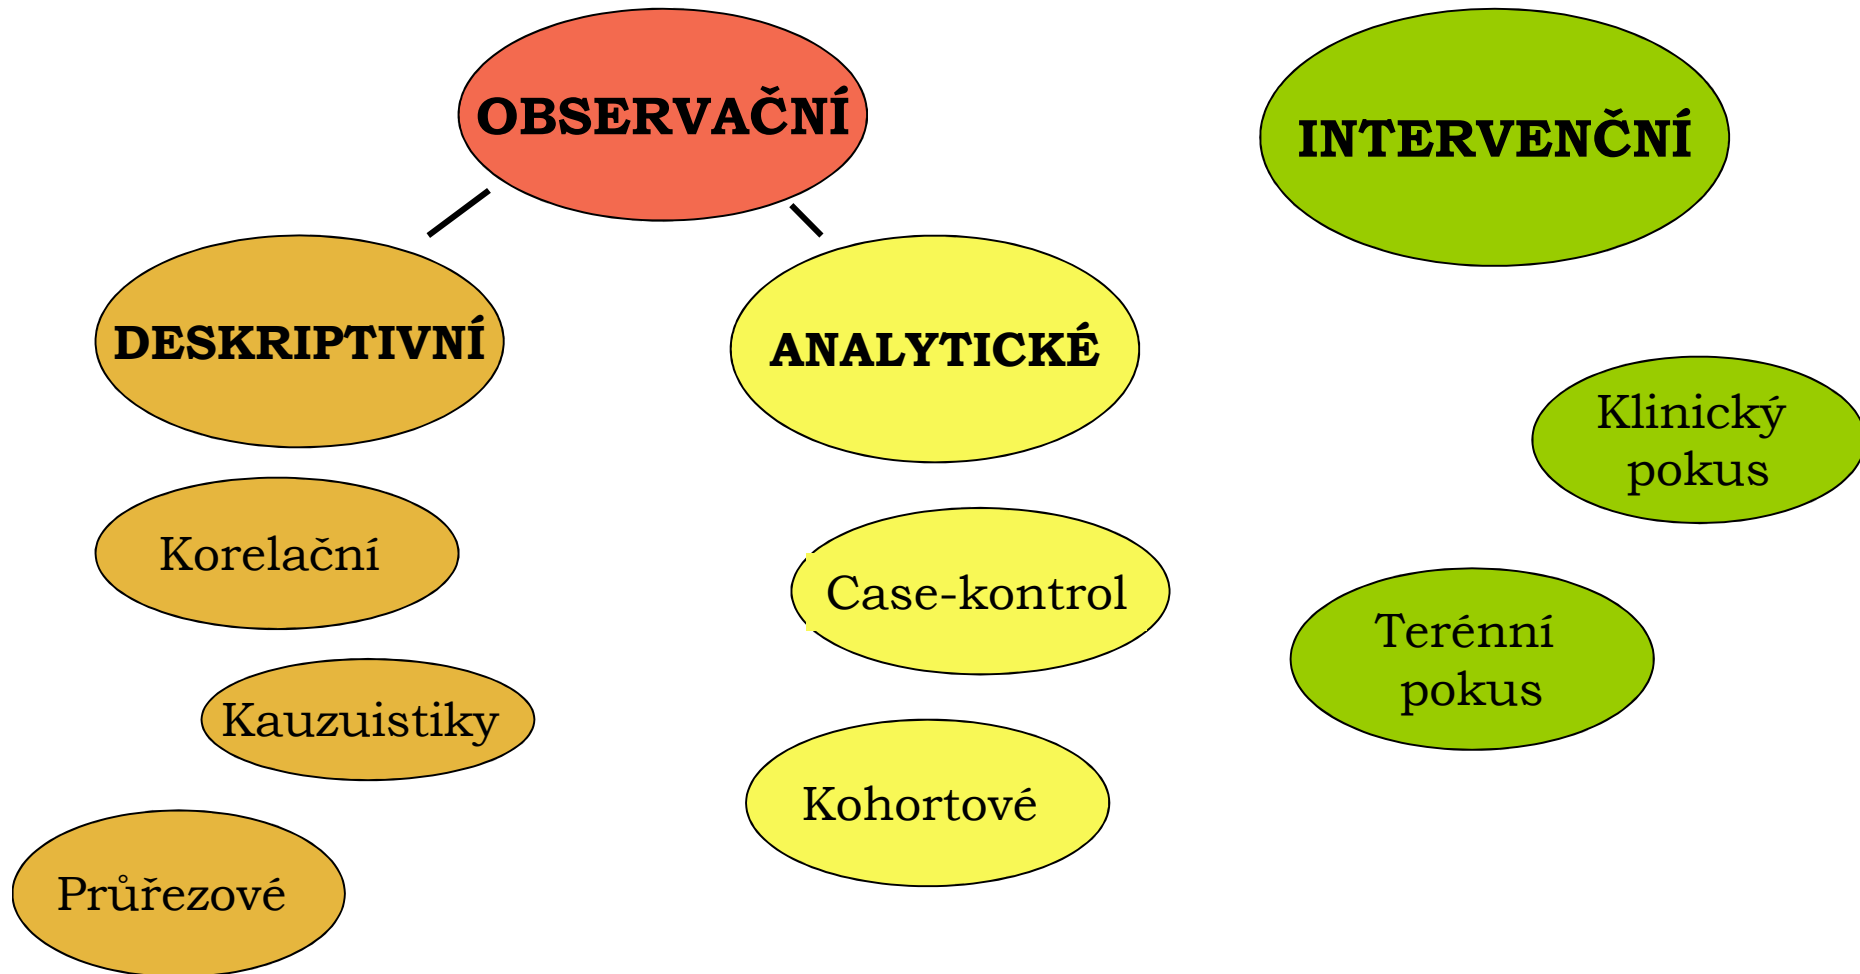 OBSERVAČNÍ
INTERVENČNÍ
DESKRIPTIVNÍ
ANALYTICKÉ
Klinický
pokus
Korelační
Case-kontrol
Terénní
pokus
Kauzuistiky
Kohortové
Průřezové